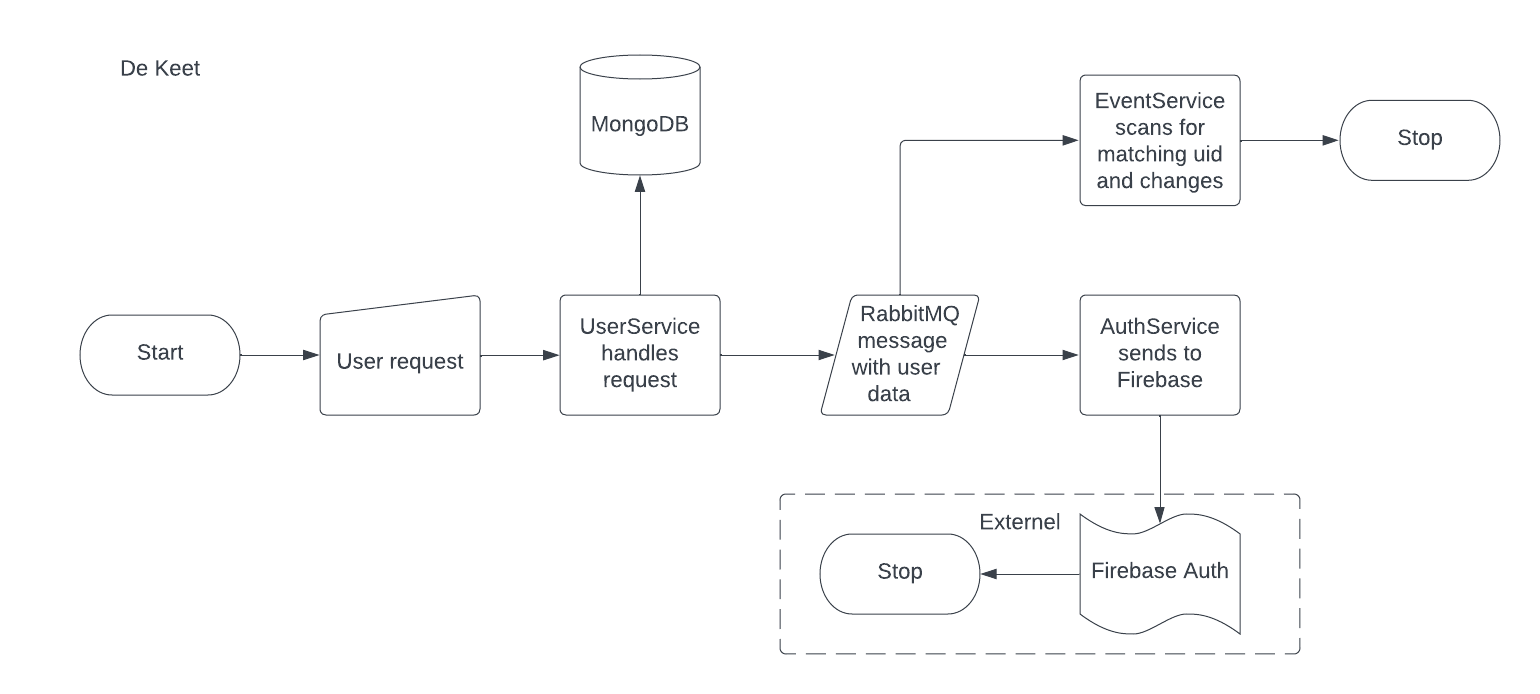 De Keet
MongoDB
EventService
scans for
matching uid
and changes
Stop
Start
User request
UserService
handles
request
RabbitMQ
message
with user
data
AuthService
sends to
Firebase
Externel
Stop
Firebase Auth